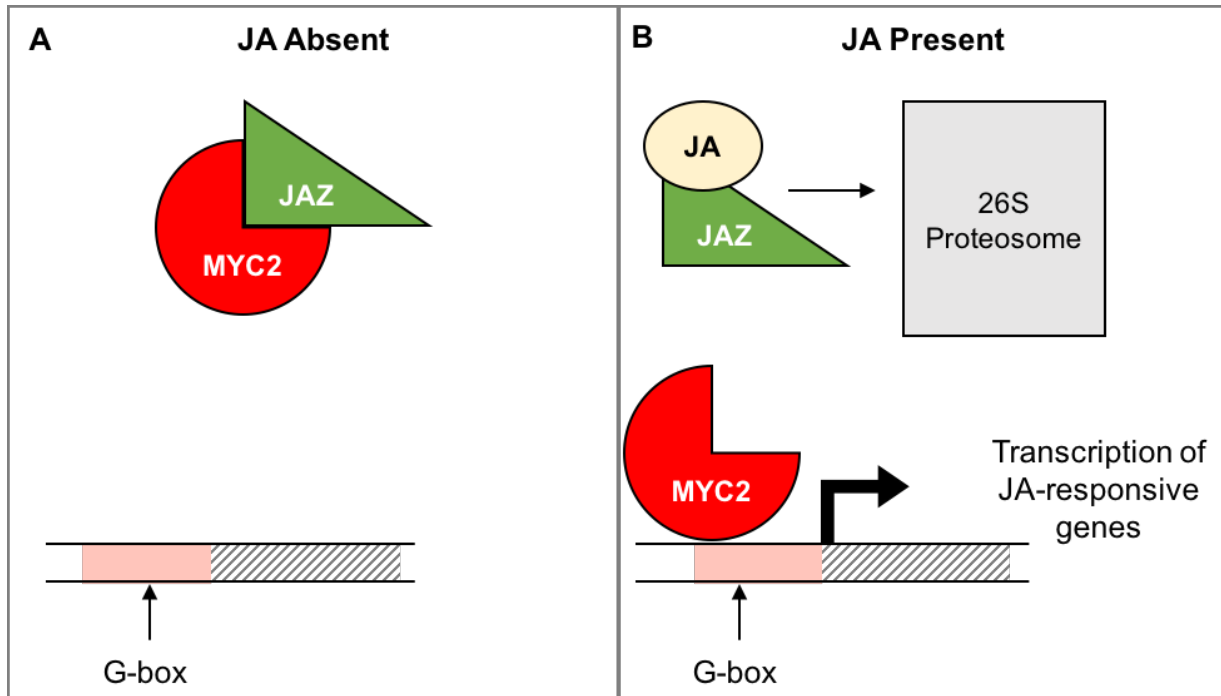 A
JA Absent
JAZ
MYC2
G-box
B
JA Present
JA
JAZ
26S
Proteosome
MYC2
Transcription of
JA-responsive
genes
G-box